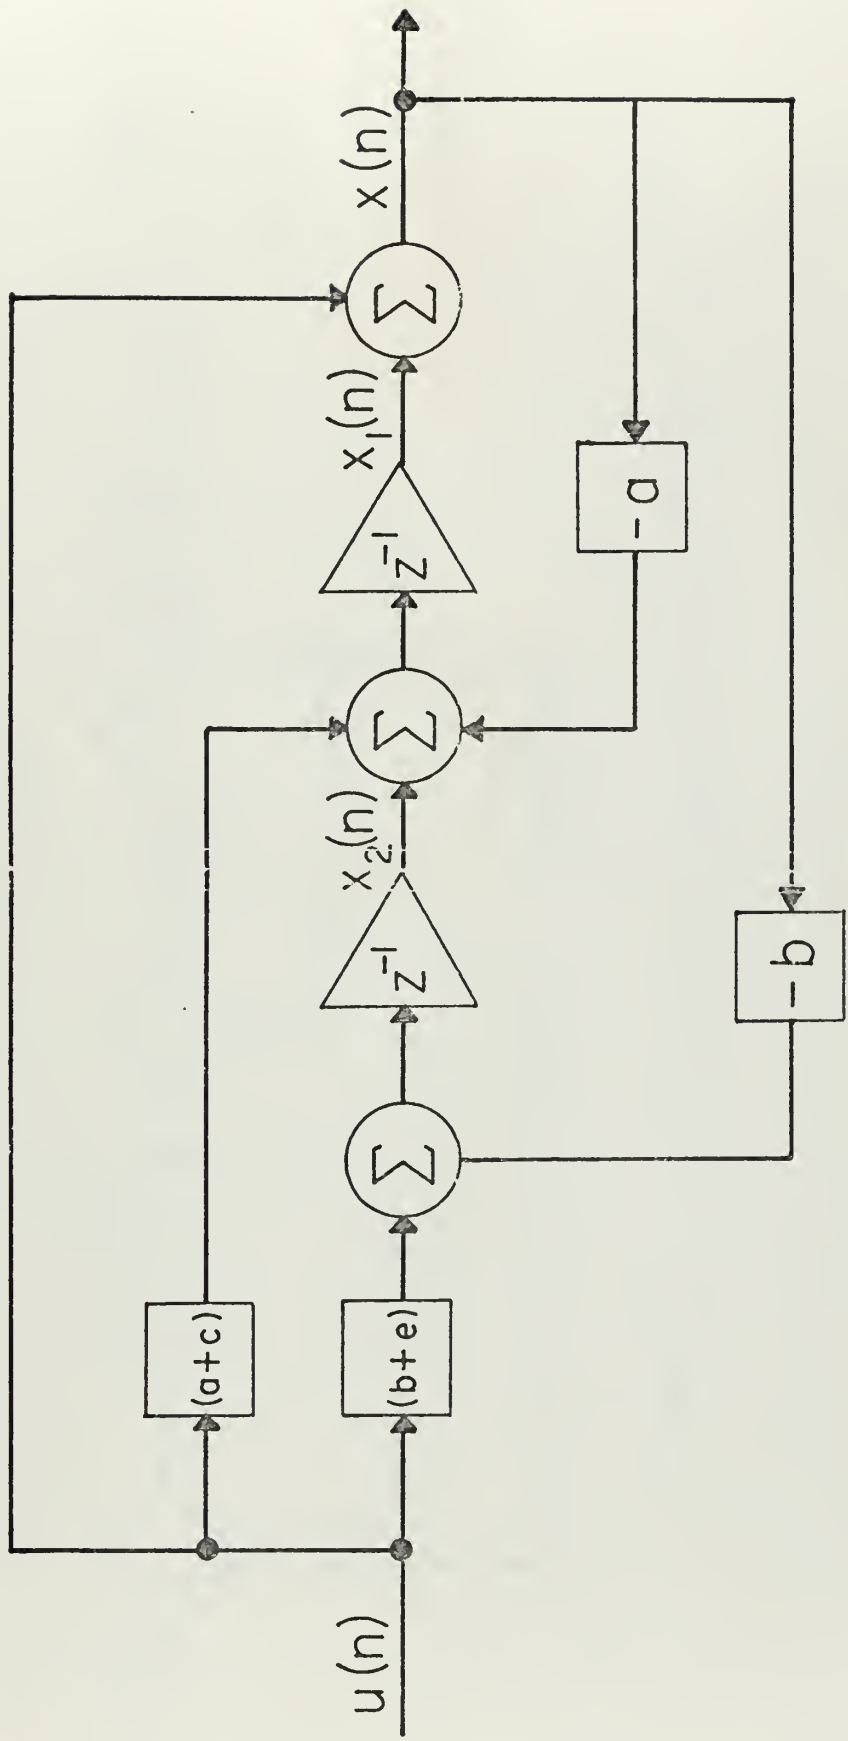 u(n)
(a+c)
(b+e)
Σ
z⁻¹
x₂(n)
Σ
z⁻¹
x₁(n)
Σ
x(n)
-a
-b